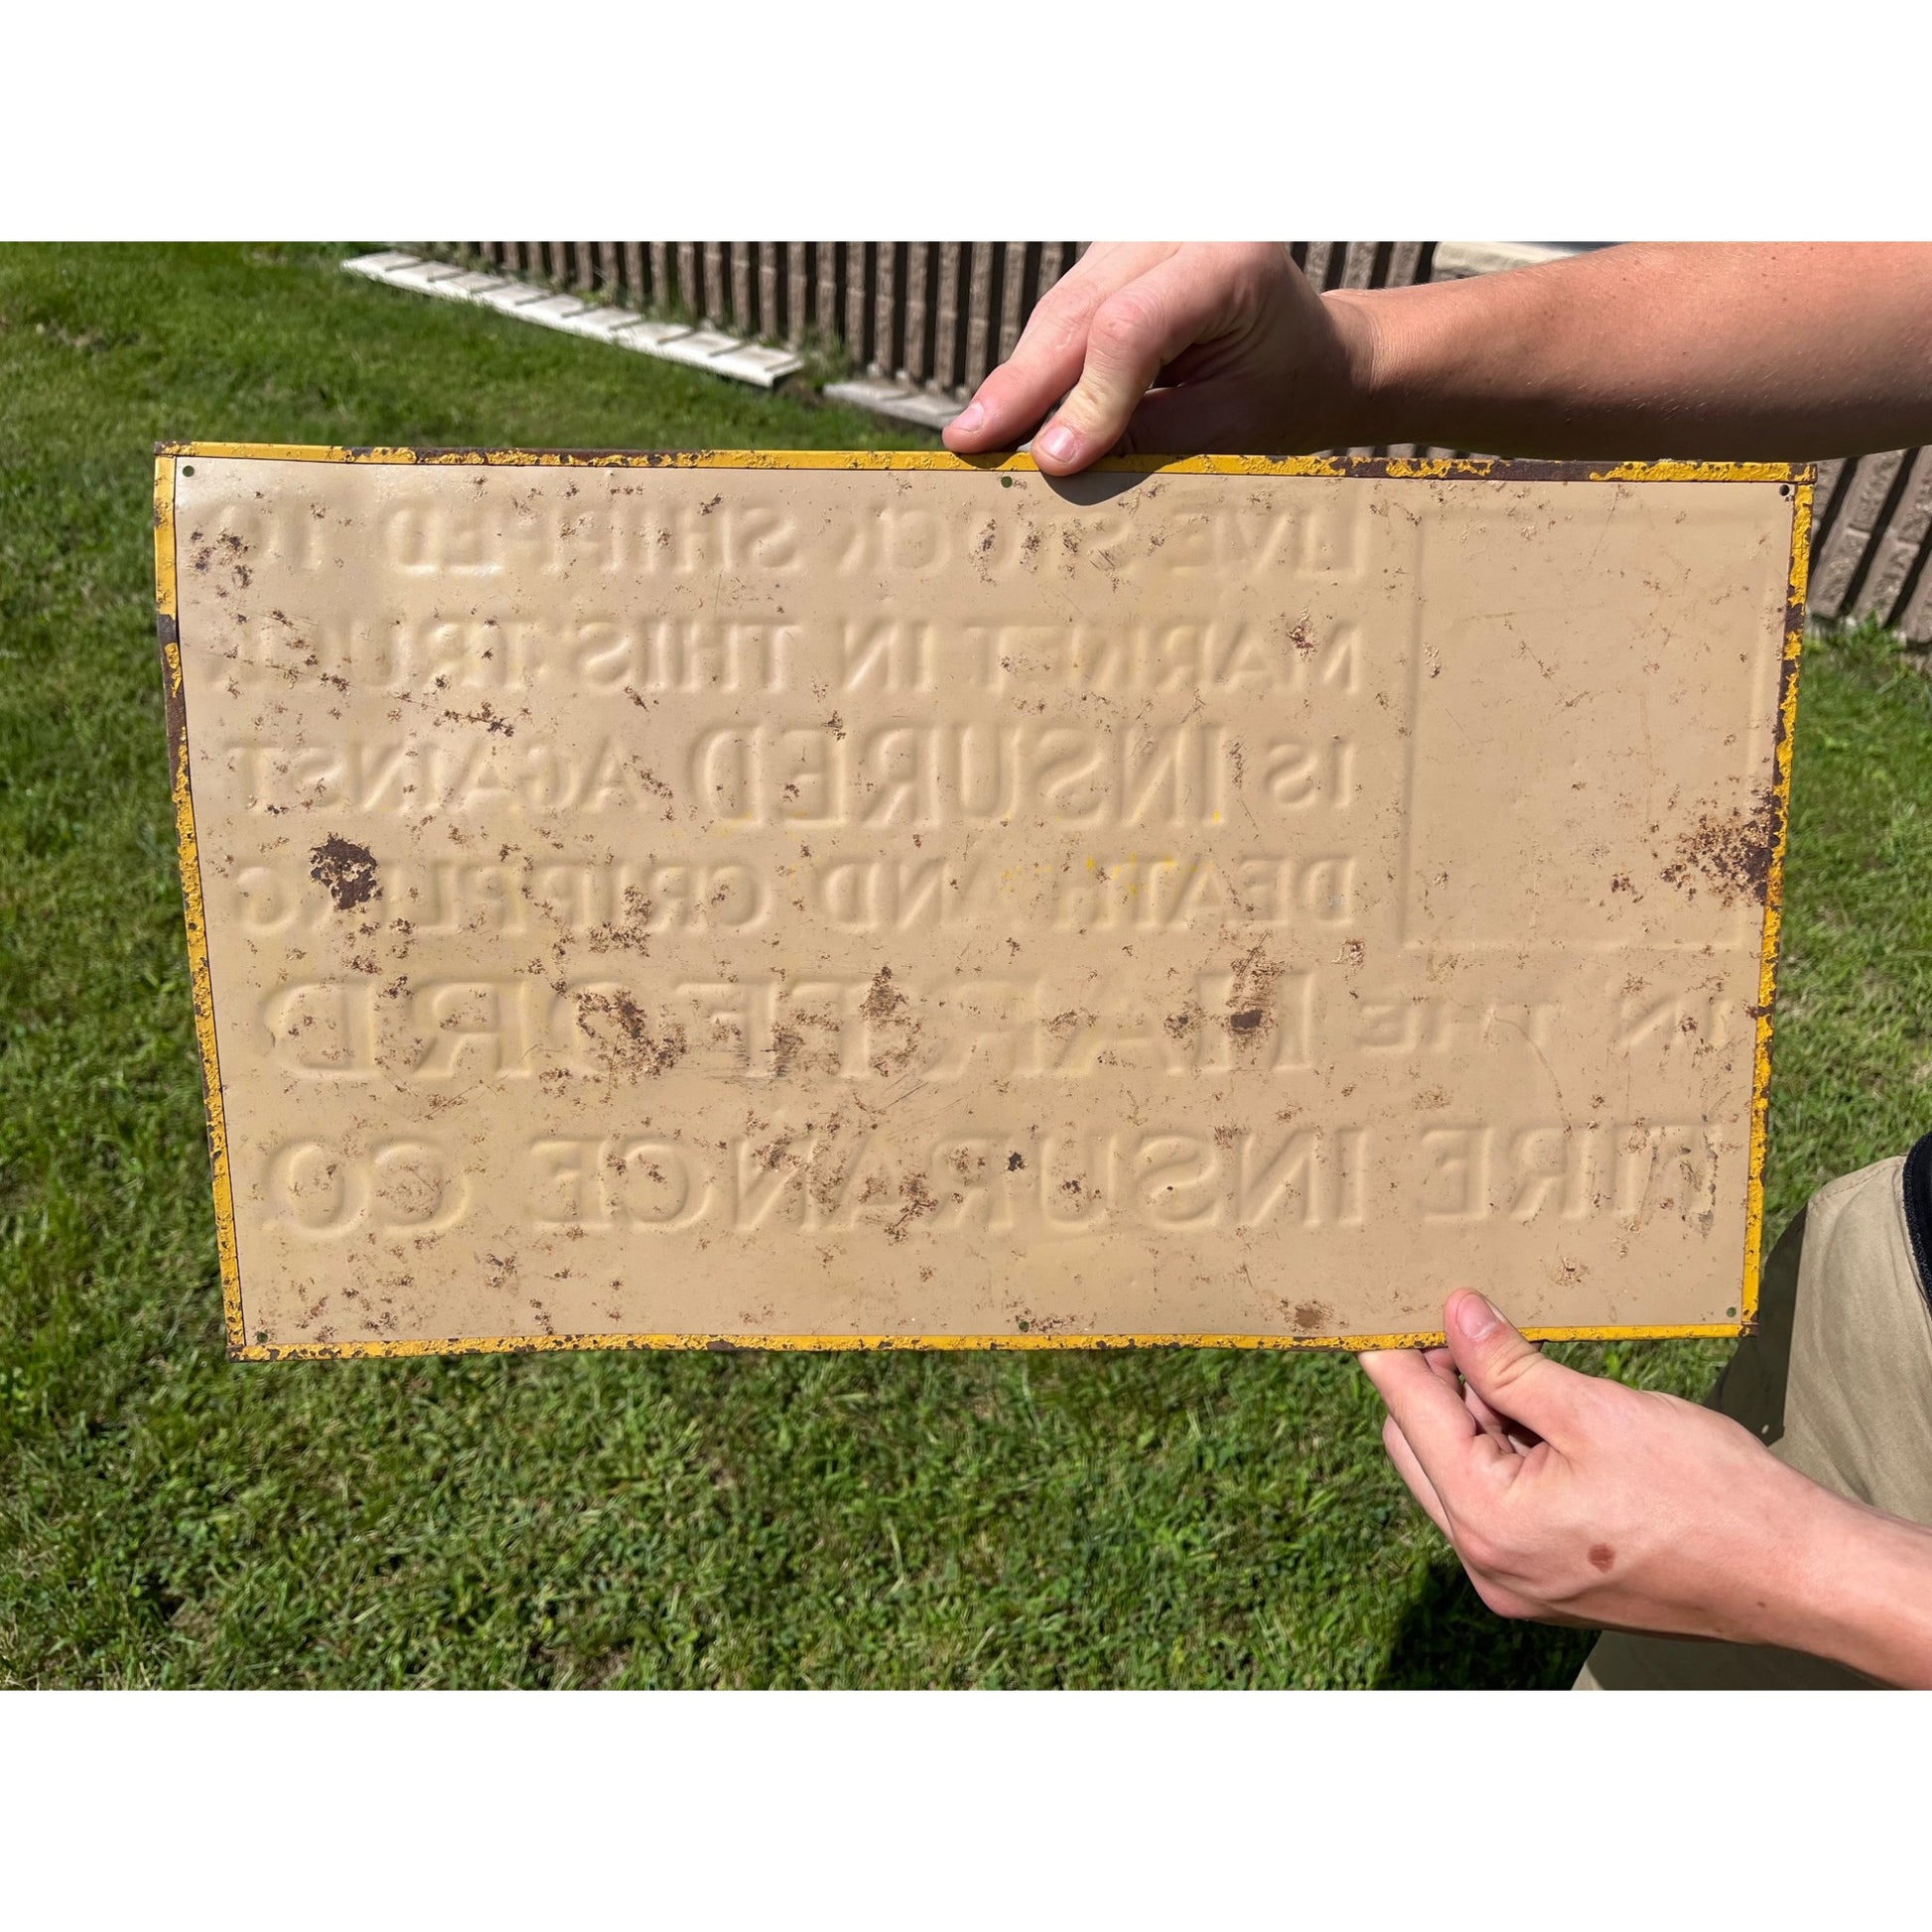 LIVE STOCK SHIPPED TO
MARKET IN THIS TRUCK
IS INSURED AGAINST
DEATH AND CRIPPLING
IN THE HARTFORD
FIRE INSURANCE CO.